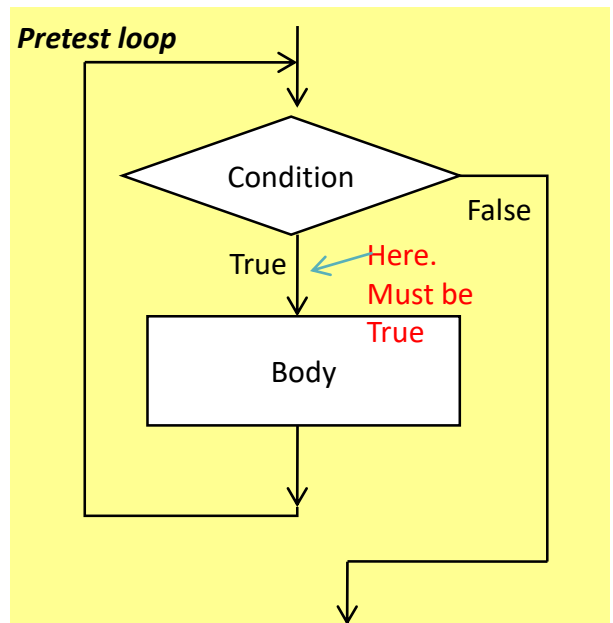 Pretest loop
Condition
False
True
Here.
Must be
True
Body